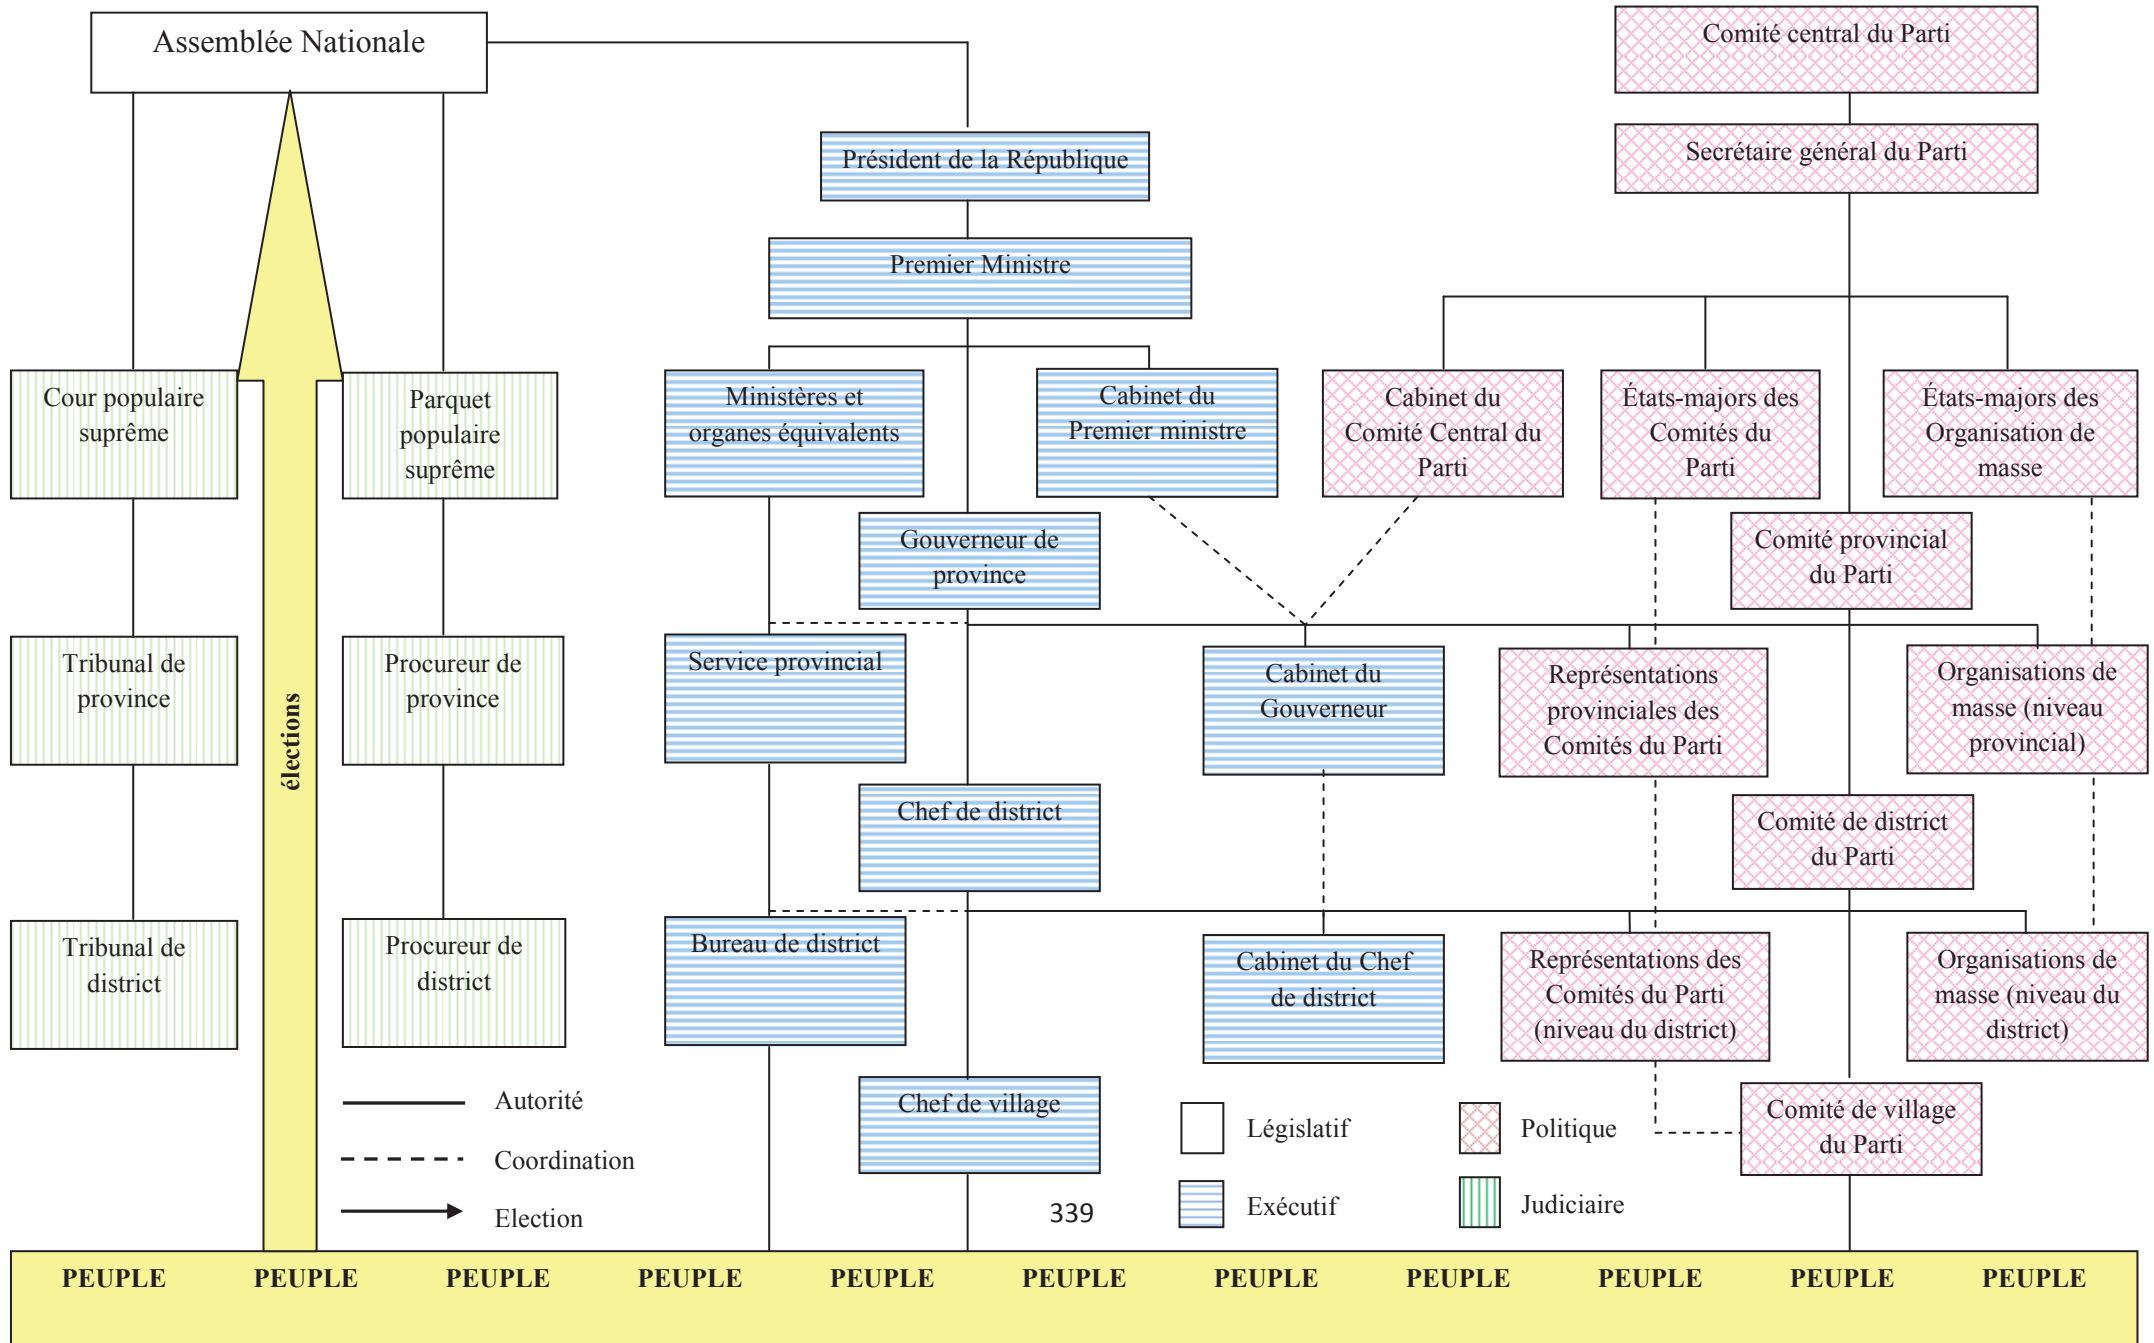 Assemblée Nationale
Comité central du Parti
Secrétaire général du Parti
Président de la République
Premier Ministre
Cour populaire
suprême
Parquet
populaire
suprême
Ministères et
organes équivalents
Cabinet du
Premier ministre
Cabinet du
Comité Central du
Parti
États-majors des
Comités du
Parti
États-majors des
Organisation de
masse
Gouverneur de
province
Comité provincial
du Parti
Tribunal de
province
élections
Procureur de
province
Service provincial
Cabinet du
Gouverneur
Représentations
provinciales des
Comités du Parti
Organisations de
masse (niveau
provincial)
Chef de district
Comité de district
du Parti
Tribunal de
district
Procureur de
district
Bureau de district
Cabinet du Chef
de district
Représentations des
Comités du Parti
(niveau du district)
Organisations de
masse (niveau du
district)
Chef de village
Comité de village
du Parti
Autorité
Coordination
Election
Législatif
Politique
Exécutif
Judiciaire
339
PEUPLE PEUPLE PEUPLE PEUPLE PEUPLE PEUPLE PEUPLE PEUPLE PEUPLE PEUPLE PEUPLE